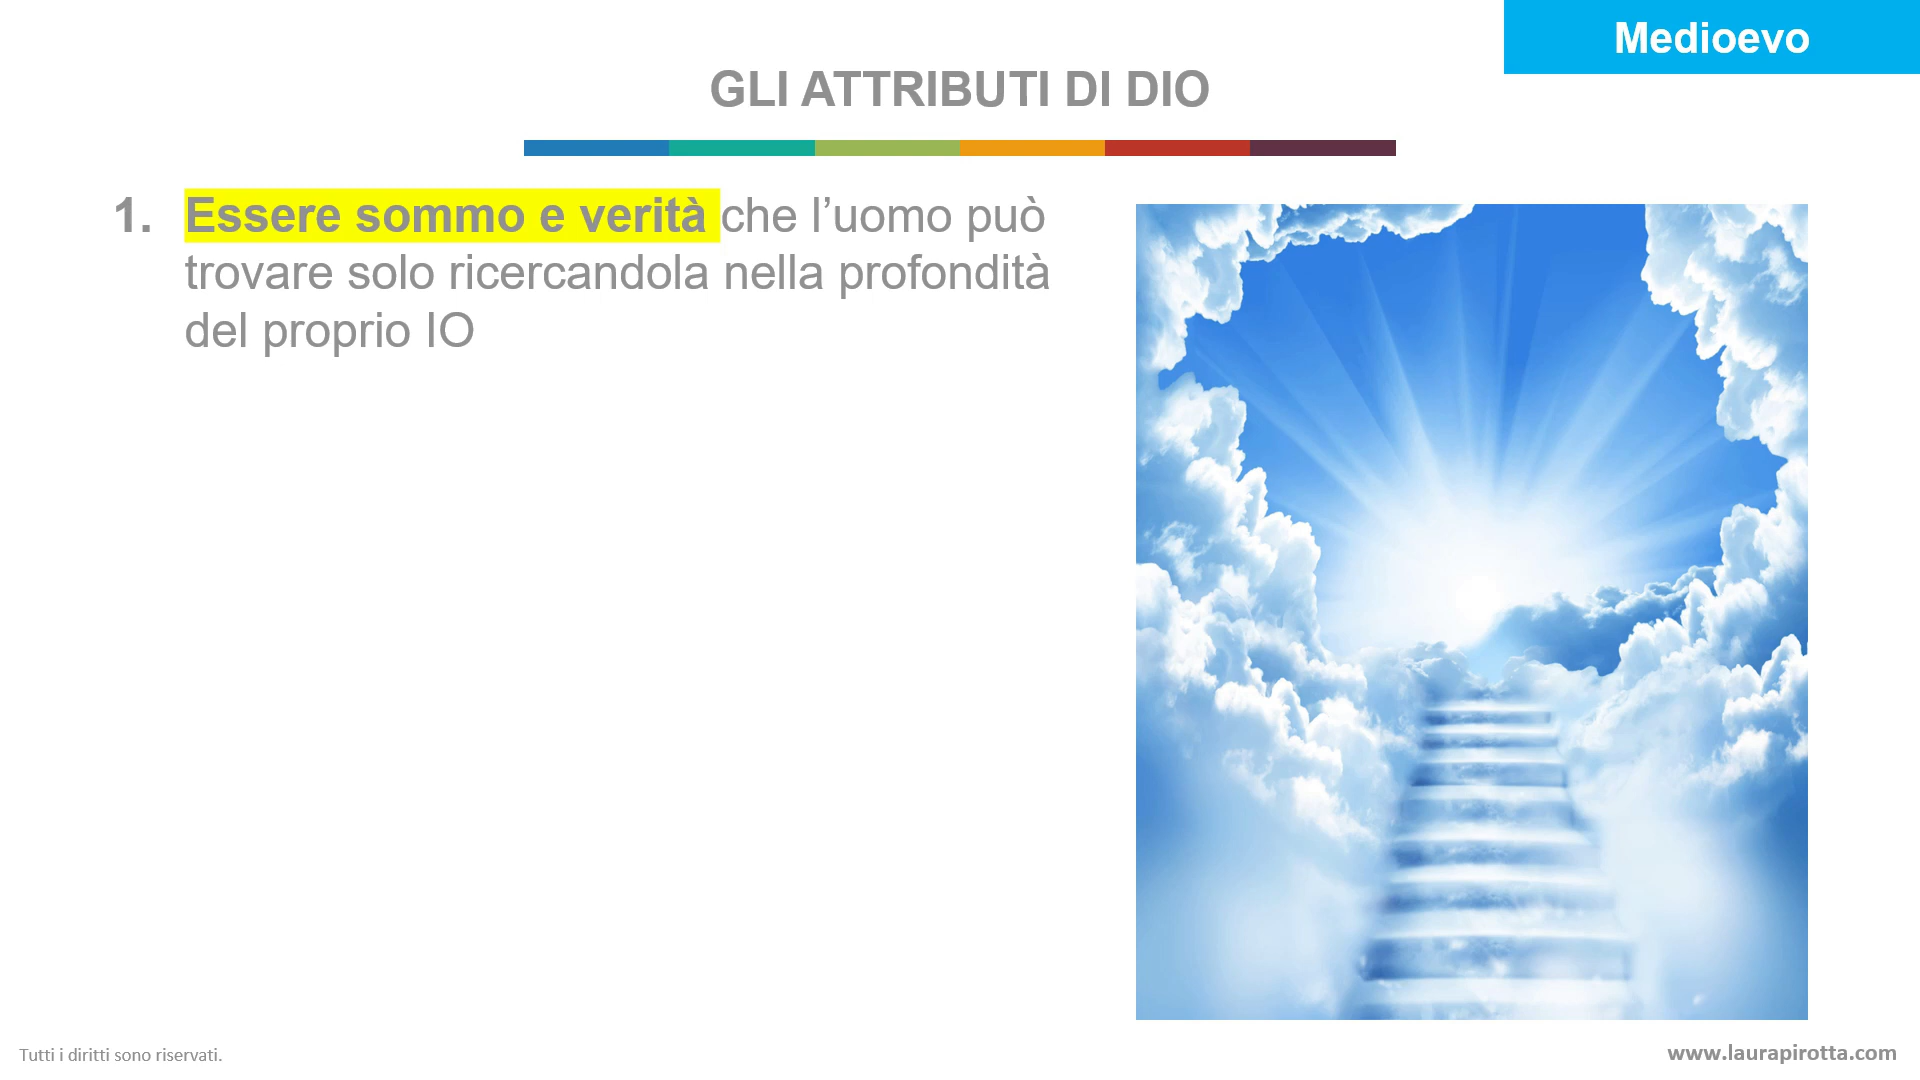 Medioevo
GLI ATTRIBUTI DI DIO
1. Essere sommo e verità che l’uomo può
trovare solo ricercandola nella profondità
del proprio IO
Tutti i diritti sono riservati.
www.laurapirotta.com